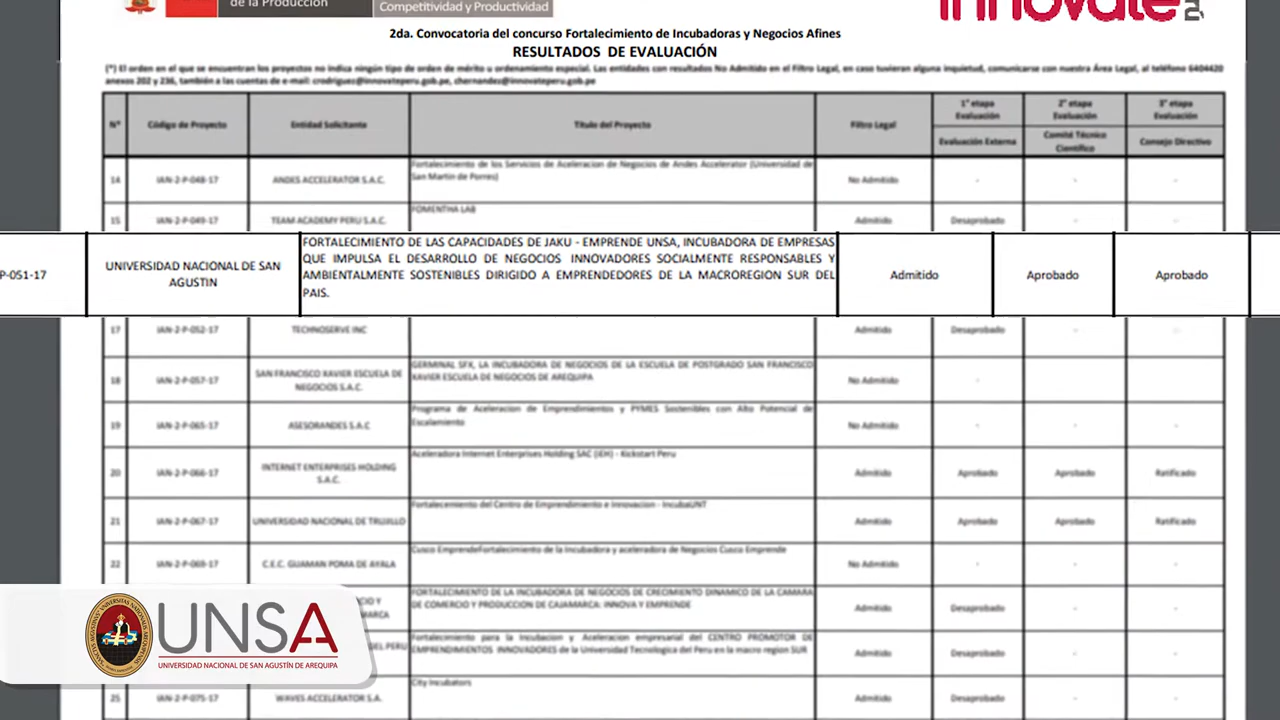 de la Producción
Competitividad y Productividad
innóvate
2da. Convocatoria del concurso Fortalecimiento de Incubadoras y Negocios Afines
RESULTADOS DE EVALUACIÓN
(*) El orden en el que se encuentran los proyectos no indica ningún tipo de orden de mérito u ordenamiento especial. Las entidades con resultados No Admitido en el Filtro Legal, en caso tuvieran alguna inquietud, comunicarse con nuestra Área Legal, al teléfono 6404420
anexos 202 y 236, también a las cuentas de e-mail: crodriguez@innovateperu.gob.pe, chernandez@innovateperu.gob.pe
N° Código de Proyecto Entidad Solicitante Título del Proyecto Filtro Legal 1° etapa Evaluación 2° etapa Evaluación 3° etapa Evaluación
Evaluación Externa Comité Técnico Científico Consejo Directivo
14 IAN-2-P-048-17 ANDES ACCELERATOR S.A.C. Fortalecimiento de los Servicios de Aceleracion de Negocios de Andes Accelerator (Universidad de
San Martin de Porres) No Admitido - - -
15 IAN-2-P-049-17 TEAM ACADEMY PERU S.A.C. FOMENTHA LAB Admitido Desaprobado - -
P-051-17
UNIVERSIDAD NACIONAL DE SAN
AGUSTIN
FORTALECIMIENTO DE LAS CAPACIDADES DE JAKU - EMPRENDE UNSA, INCUBADORA DE EMPRESAS
QUE IMPULSA EL DESARROLLO DE NEGOCIOS INNOVADORES SOCIALMENTE RESPONSABLES Y
AMBIENTALMENTE SOSTENIBLES DIRIGIDO A EMPRENDEDORES DE LA MACROREGION SUR DEL
PAIS.
Admitido Aprobado Aprobado
17 IAN-2-P-052-17 TECHNOSERVE INC Admitido Desaprobado - -
18 IAN-2-P-057-17 SAN FRANCISCO XAVIER ESCUELA DE
NEGOCIOS S.A.C. GERMINAL SFX, LA INCUBADORA DE NEGOCIOS DE LA ESCUELA DE POSTGRADO SAN FRANCISCO
XAVIER ESCUELA DE NEGOCIOS DE AREQUIPA No Admitido - - -
19 IAN-2-P-065-17 ASESORANDES S.A.C Programa de Aceleracion de Emprendimientos y PYMES Sostenibles con Alto Potencial de
Escalamiento No Admitido - - -
20 IAN-2-P-066-17 INTERNET ENTERPRISES HOLDING
S.A.C. Aceleradora Internet Enterprises Holding SAC (IEH) - Kickstart Peru Admitido Aprobado Aprobado Ratificado
21 IAN-2-P-067-17 UNIVERSIDAD NACIONAL DE TRUJILLO Fortalecemiento del Centro de Emprendimiento e Innovacion - IncubaUNT Admitido Aprobado Aprobado Ratificado
22 IAN-2-P-069-17 C.E.C. GUAMAN POMA DE AYALA Cusco EmprendeFortalecimiento de la Incubadora y aceleradora de Negocios Cusco Emprende No Admitido - - -
CIO Y
MARCA FORTALECIMIENTO DE LA INCUBADORA DE NEGOCIOS DE CRECIMIENTO DINAMICO DE LA CAMARA
DE COMERCIO Y PRODUCCION DE CAJAMARCA: INNOVA Y EMPRENDE Admitido Desaprobado - -
DEL PERU Fortalecimiento para la Incubacion y Aceleracion empresarial del CENTRO PROMOTOR DE
EMPRENDIMIENTOS INNOVADORES de la Universidad Tecnologica del Peru en la macro region SUR Admitido Desaprobado - -
25 IAN-2-P-075-17 WAVES ACCELERATOR S.A. City Incubators Admitido Desaprobado - -
UNSA
UNIVERSIDAD NACIONAL DE SAN AGUSTÍN DE AREQUIPA